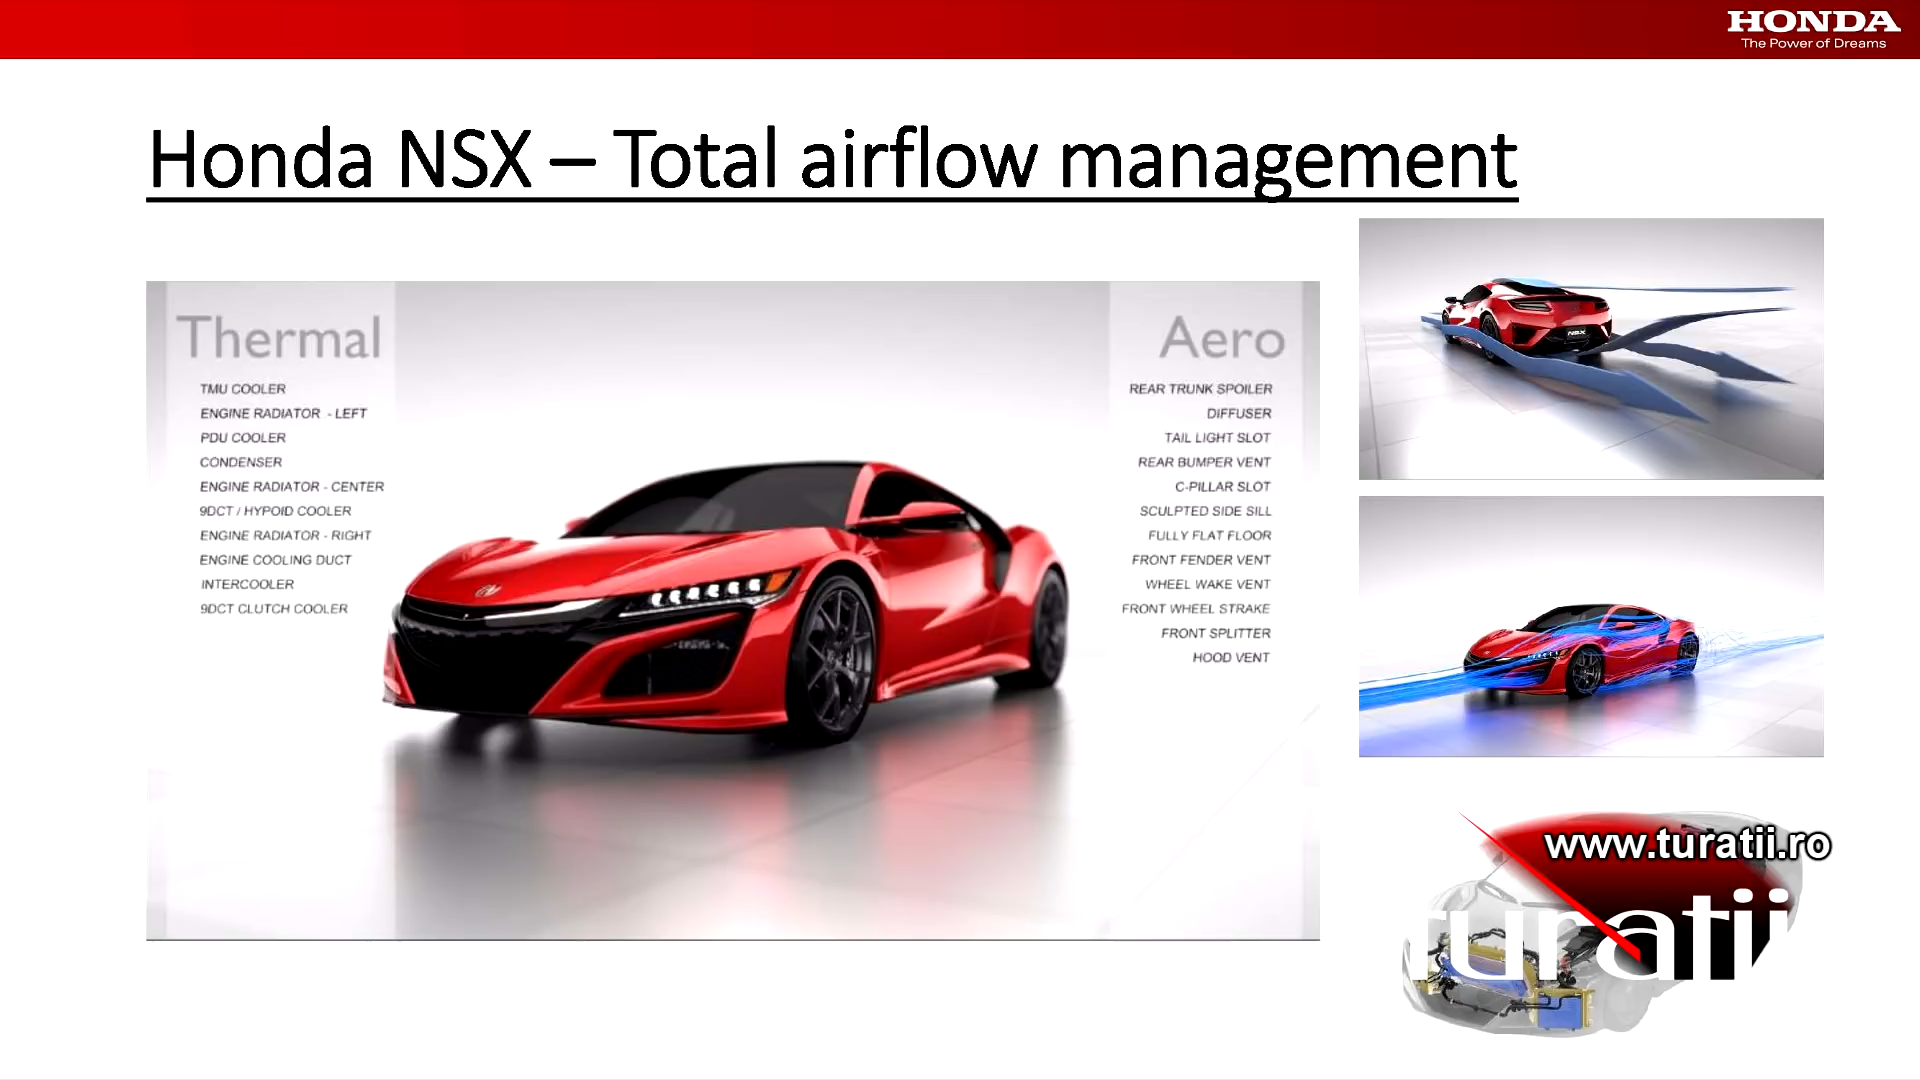 HONDA
The Power of Dreams
Honda NSX – Total airflow management
Thermal
TMU COOLER
ENGINE RADIATOR - LEFT
PDU COOLER
CONDENSER
ENGINE RADIATOR - CENTER
9DCT / HYPOID COOLER
ENGINE RADIATOR - RIGHT
ENGINE COOLING DUCT
INTERCOOLER
9DCT CLUTCH COOLER
Aero
REAR TRUNK SPOILER
DIFFUSER
TAIL LIGHT SLOT
REAR BUMPER VENT
C-PILLAR SLOT
SCULPTED SIDE SILL
FULLY FLAT FLOOR
FRONT FENDER VENT
WHEEL WAKE VENT
FRONT WHEEL STRAKE
FRONT SPLITTER
HOOD VENT
NSX
www.turatii.ro
turatii